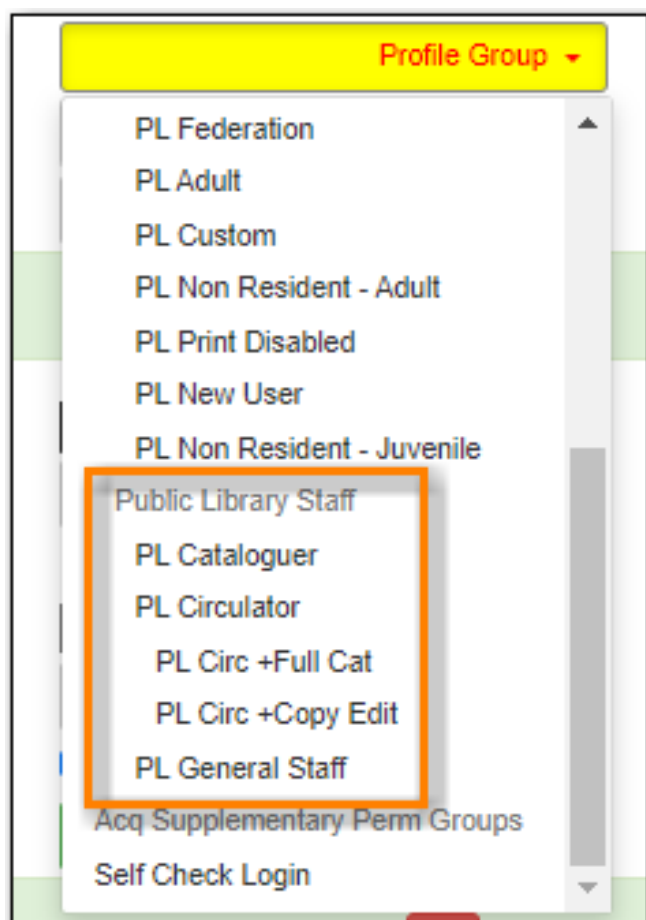 Profile Group
PL Federation
PL Adult
PL Custom
PL Non Resident - Adult
PL Print Disabled
PL New User
PL Non Resident - Juvenile
Public Library Staff
PL Cataloguer
PL Circulator
PL Circ +Full Cat
PL Circ +Copy Edit
PL General Staff
Acq Supplementary Perm Groups
Self Check Login